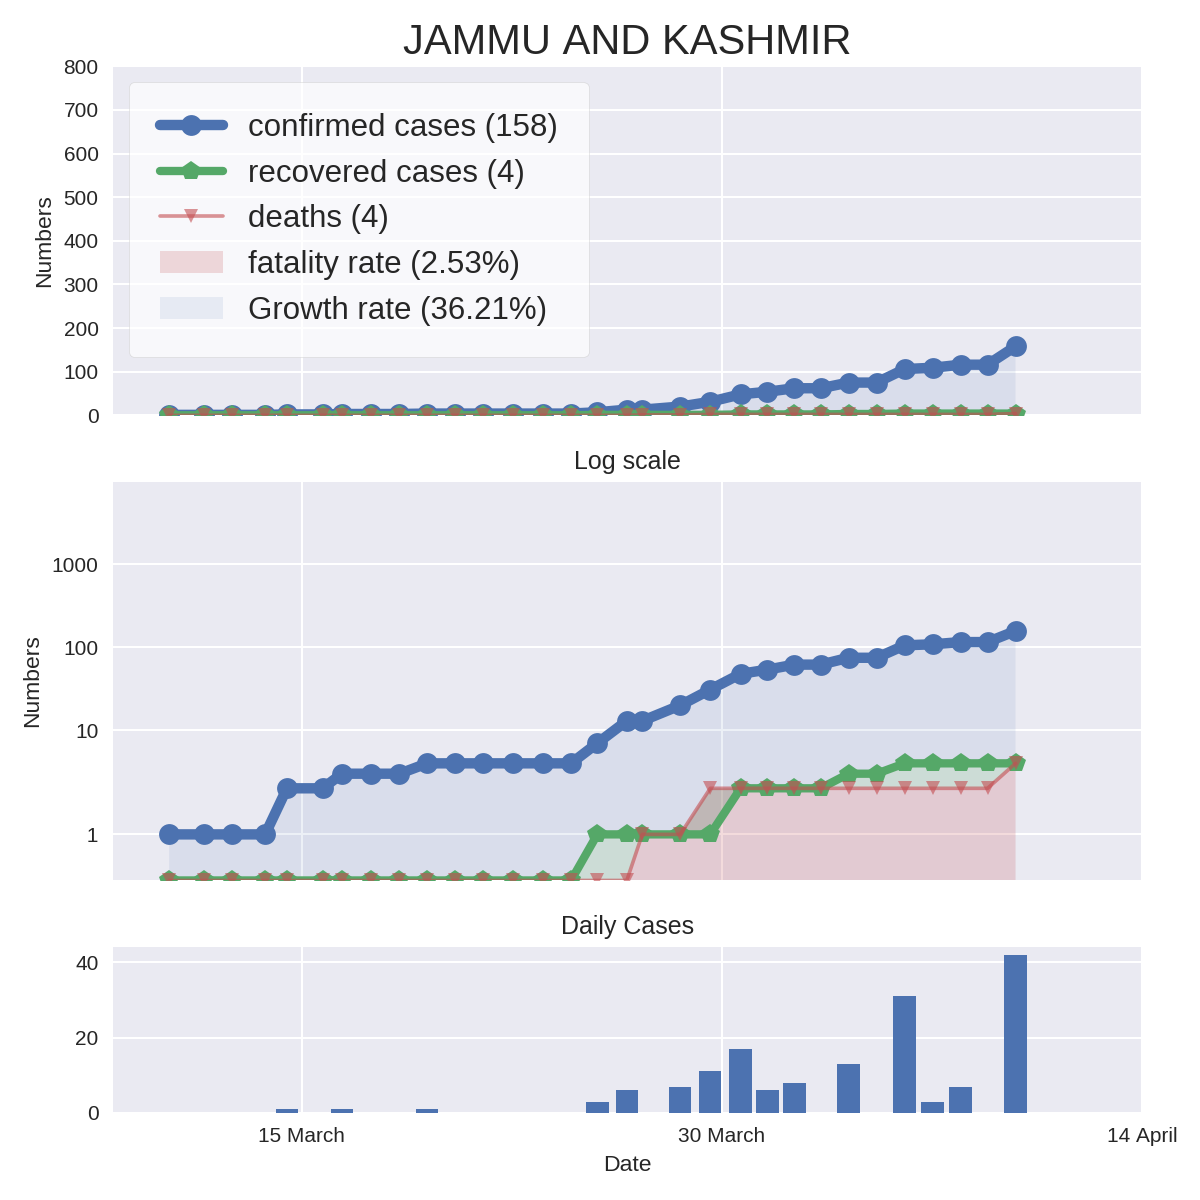 JAMMU AND KASHMIR
800
700
600
500
400
300
200
100
0
Numbers
confirmed cases (158)
recovered cases (4)
deaths (4)
fatality rate (2.53%)
Growth rate (36.21%)
Log scale
1000
100
10
1
Numbers
Daily Cases
40
20
0
15 March
30 March
14 April
Date